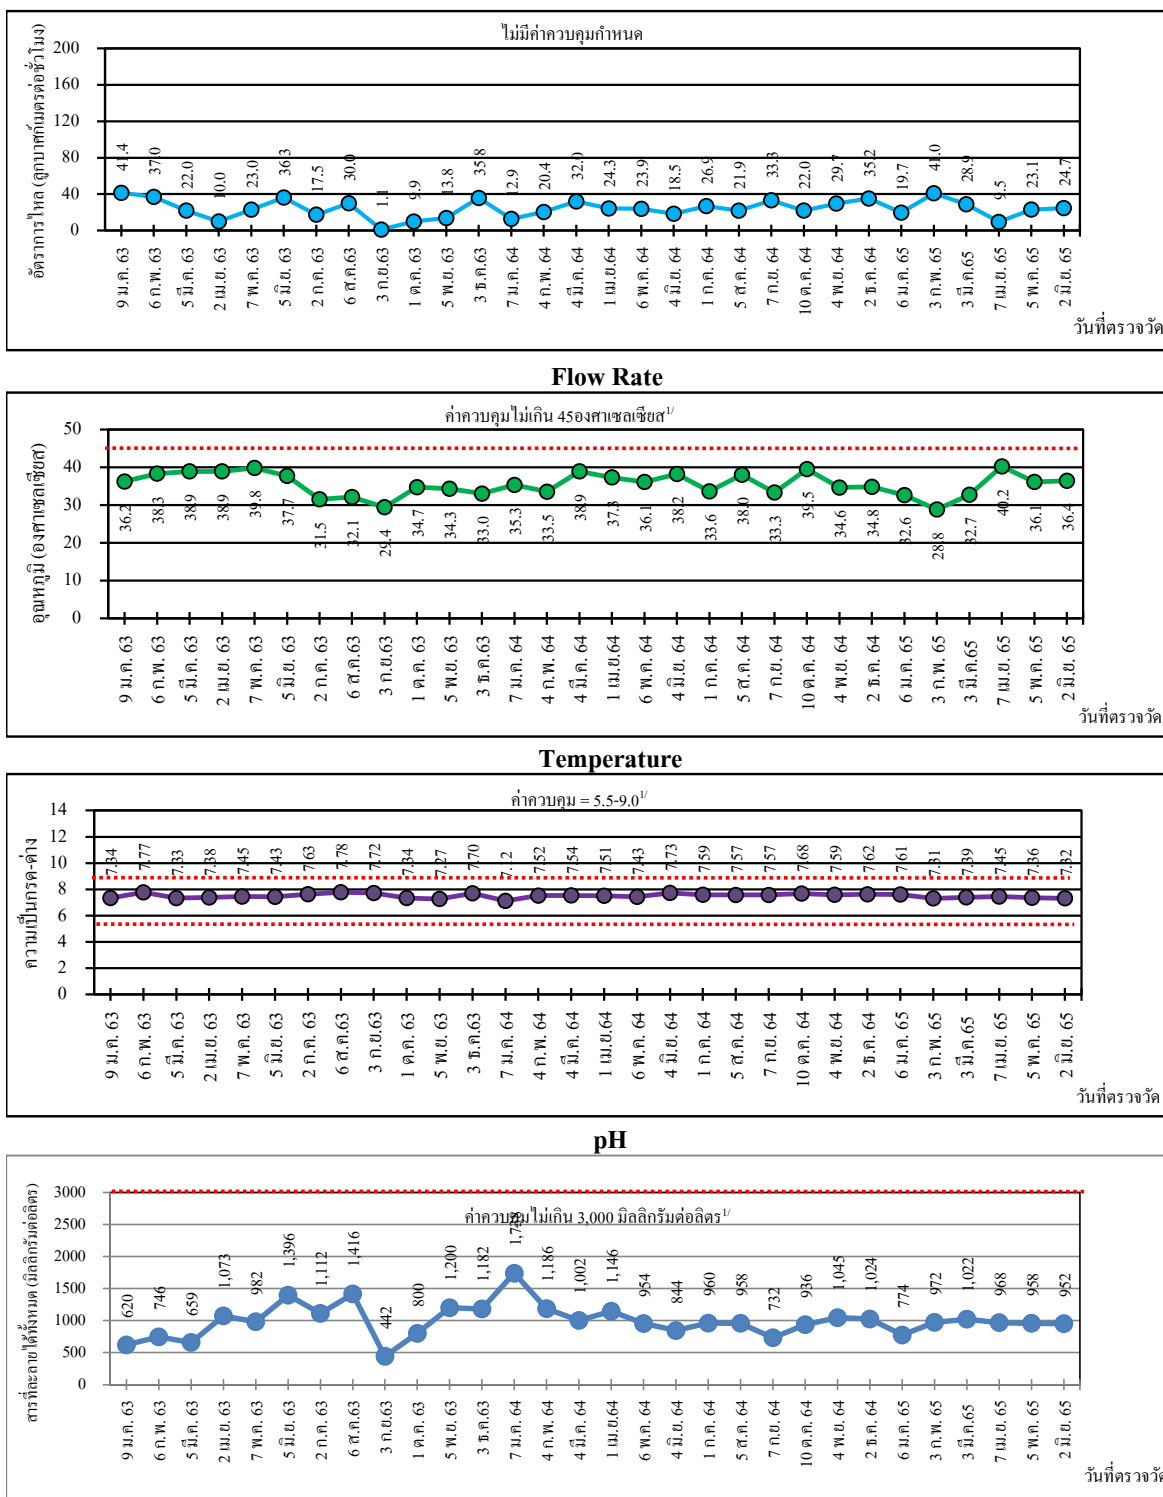 ไม่มีค่าควบคุมกำหนด
อัตราการไหล (ลูกบาศก์เมตรต่อชั่วโมง)
200
160
120
80
40
0
41.4 37.0 22.0 10.0 23.0 36.3 17.5 30.0 1.1 9.9 13.8 35.8 12.9 20.4 32.0 24.3 23.9 18.5 26.9 21.9 33.3 22.0 29.7 35.2 19.7 41.0 28.9 9.5 23.1 24.7
9 ม.ค. 63 6 ก.พ. 63 5 มี.ค. 63 2 เม.ย. 63 7 พ.ค. 63 5 มิ.ย. 63 2 ก.ค. 63 6 ส.ค.63 3 ก.ย.63 1 ต.ค. 63 5 พ.ย. 63 3 ธ.ค.63 7 ม.ค. 64 4 ก.พ. 64 4 มี.ค. 64 1 เม.ย.64 6 พ.ค. 64 4 มิ.ย. 64 1 ก.ค. 64 5 ส.ค. 64 7 ก.ย. 64 10 ต.ค. 64 4 พ.ย. 64 2 ธ.ค. 64 6 ม.ค. 65 3 ก.พ. 65 3 มี.ค.65 7 เม.ย. 65 5 พ.ค. 65 2 มิ.ย. 65
วันที่ตรวจวัด
Flow Rate
ค่าควบคุมไม่เกิน 45องศาเซลเซียส1/
อุณหภูมิ (องศาเซลเซียส)
50
40
30
20
10
0
36.2 38.3 38.9 38.9 39.8 37.7 31.5 32.1 29.4 34.7 34.3 33.0 35.3 33.5 38.9 37.3 36.1 38.2 33.6 38.0 33.3 39.5 34.6 34.8 32.6 28.8 32.7 40.2 36.1 36.4
9 ม.ค. 63 6 ก.พ. 63 5 มี.ค. 63 2 เม.ย. 63 7 พ.ค. 63 5 มิ.ย. 63 2 ก.ค. 63 6 ส.ค.63 3 ก.ย.63 1 ต.ค. 63 5 พ.ย. 63 3 ธ.ค.63 7 ม.ค. 64 4 ก.พ. 64 4 มี.ค. 64 1 เม.ย.64 6 พ.ค. 64 4 มิ.ย. 64 1 ก.ค. 64 5 ส.ค. 64 7 ก.ย. 64 10 ต.ค. 64 4 พ.ย. 64 2 ธ.ค. 64 6 ม.ค. 65 3 ก.พ. 65 3 มี.ค.65 7 เม.ย. 65 5 พ.ค. 65 2 มิ.ย. 65
วันที่ตรวจวัด
Temperature
ค่าควบคุม = 5.5-9.01/
ความเป็นกรด-ด่าง
14
12
10
8
6
4
2
0
7.34 7.77 7.33 7.38 7.45 7.43 7.63 7.78 7.72 7.34 7.27 7.70 7.12 7.52 7.54 7.51 7.43 7.73 7.59 7.57 7.57 7.68 7.59 7.62 7.61 7.31 7.39 7.45 7.36 7.32
9 ม.ค. 63 6 ก.พ. 63 5 มี.ค. 63 2 เม.ย. 63 7 พ.ค. 63 5 มิ.ย. 63 2 ก.ค. 63 6 ส.ค.63 3 ก.ย.63 1 ต.ค. 63 5 พ.ย. 63 3 ธ.ค.63 7 ม.ค. 64 4 ก.พ. 64 4 มี.ค. 64 1 เม.ย.64 6 พ.ค. 64 4 มิ.ย. 64 1 ก.ค. 64 5 ส.ค. 64 7 ก.ย. 64 10 ต.ค. 64 4 พ.ย. 64 2 ธ.ค. 64 6 ม.ค. 65 3 ก.พ. 65 3 มี.ค.65 7 เม.ย. 65 5 พ.ค. 65 2 มิ.ย. 65
วันที่ตรวจวัด
pH
ค่าควบคุมไม่เกิน 3,000 มิลลิกรัมต่อลิตร1/
สารที่ละลายได้ทั้งหมด (มิลลิกรัมต่อลิตร)
3000
2500
2000
1500
1000
500
0
620 746 659 1,073 982 1,396 1,112 1,416 442 800 1,200 1,182 1,186 1,002 1,146 954 844 960 958 732 936 1,045 1,024 774 972 1,022 968 958 952
9 ม.ค. 63 6 ก.พ. 63 5 มี.ค. 63 2 เม.ย. 63 7 พ.ค. 63 5 มิ.ย. 63 2 ก.ค. 63 6 ส.ค.63 3 ก.ย.63 1 ต.ค. 63 5 พ.ย. 63 3 ธ.ค.63 7 ม.ค. 64 4 ก.พ. 64 4 มี.ค. 64 1 เม.ย.64 6 พ.ค. 64 4 มิ.ย. 64 1 ก.ค. 64 5 ส.ค. 64 7 ก.ย. 64 10 ต.ค. 64 4 พ.ย. 64 2 ธ.ค. 64 6 ม.ค. 65 3 ก.พ. 65 3 มี.ค.65 7 เม.ย. 65 5 พ.ค. 65 2 มิ.ย. 65
วันที่ตรวจวัด